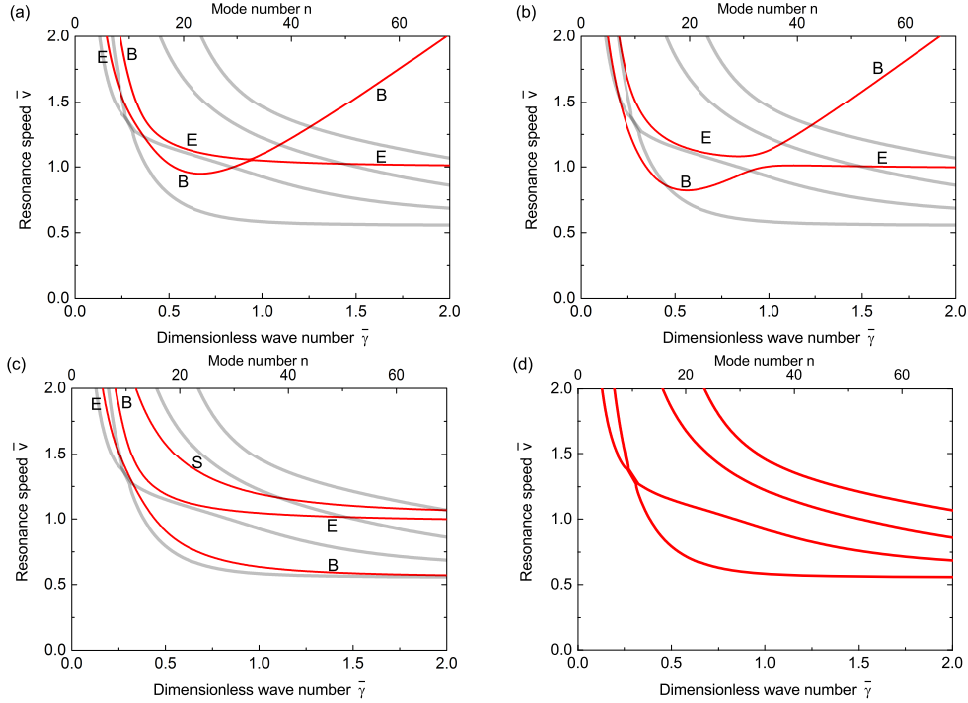 (a)
Mode number n
0 20 40 60
2.0
1.5
1.0
0.5
0.0
Resonance speed v̅
E
B
B
E
E
B
0.0 0.5 1.0 1.5 2.0
Dimensionless wave number γ̅
(b)
Mode number n
0 20 40 60
2.0
1.5
1.0
0.5
0.0
Resonance speed v̅
B
E
E
B
0.0 0.5 1.0 1.5 2.0
Dimensionless wave number γ̅
(c)
Mode number n
0 20 40 60
2.0
1.5
1.0
0.5
0.0
Resonance speed v̅
E
B
S
E
B
0.0 0.5 1.0 1.5 2.0
Dimensionless wave number γ̅
(d)
Mode number n
0 20 40 60
2.0
1.5
1.0
0.5
0.0
Resonance speed v̅
0.0 0.5 1.0 1.5 2.0
Dimensionless wave number γ̅